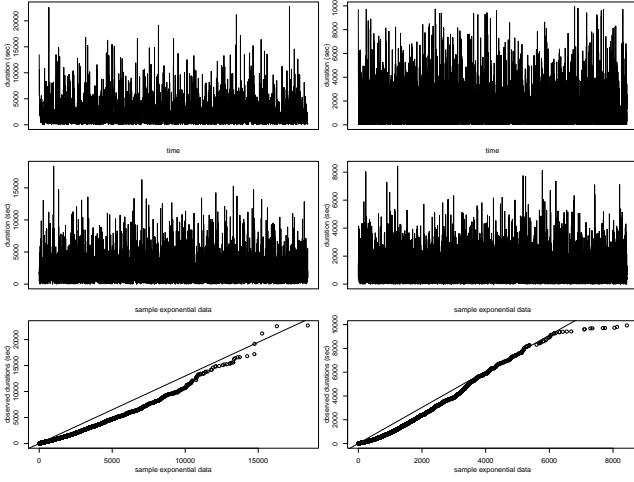 duration (sec)
0 5000 10000 15000 20000
time
duration (sec)
0 2000 4000 6000 8000 10000
time
duration (sec)
0 5000 10000 15000
sample exponential data
duration (sec)
0 2000 4000 6000 8000
sample exponential data
observed durations (sec)
0 5000 10000 20000
0 5000 10000 15000
sample exponential data
observed durations (sec)
0 2000 4000 6000 8000 10000
0 2000 4000 6000 8000
sample exponential data